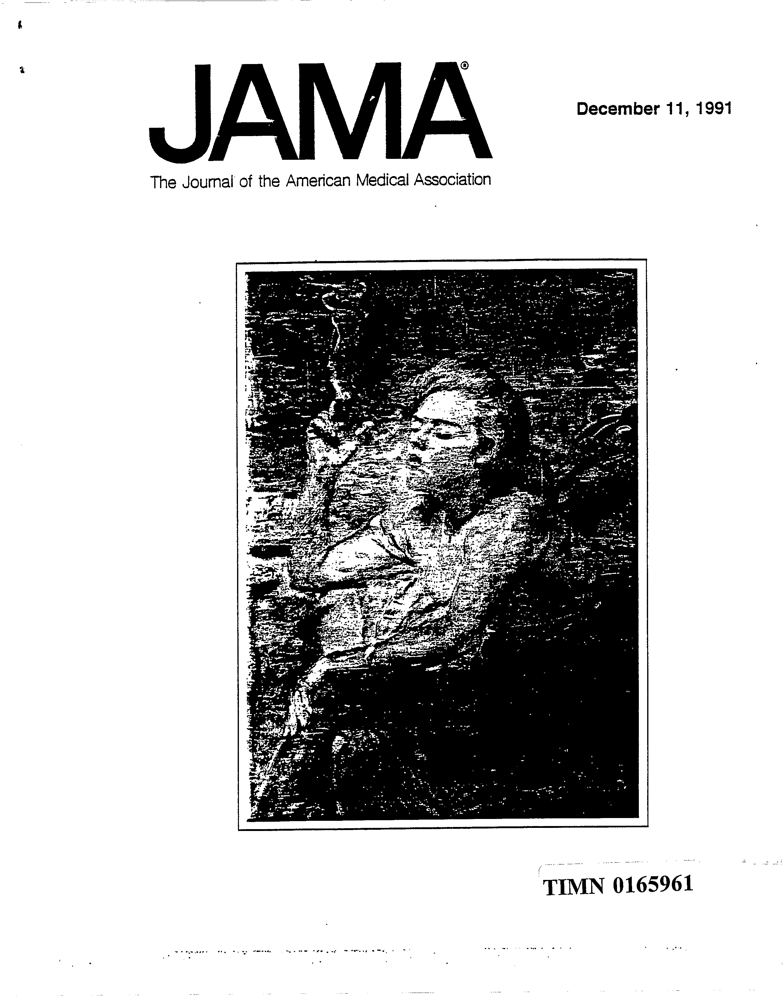 JAMA®
December 11, 1991
The Journal of the American Medical Association
TIMN 0165961